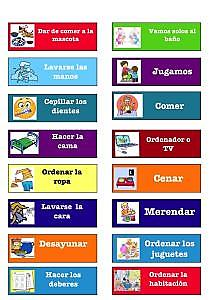 Dar de comer a la
mascota
Lavarse las
manos
Cepillar los
dientes
Hacer la
cama
Ordenar la
ropa
Lavarse la
cara
Desayunar
Hacer los
deberes
Vamos solos al
baño
Jugamos
Comer
Ordenador o
TV
Cenar
Merendar
Ordenar los
juguetes
Ordenar la
habitación